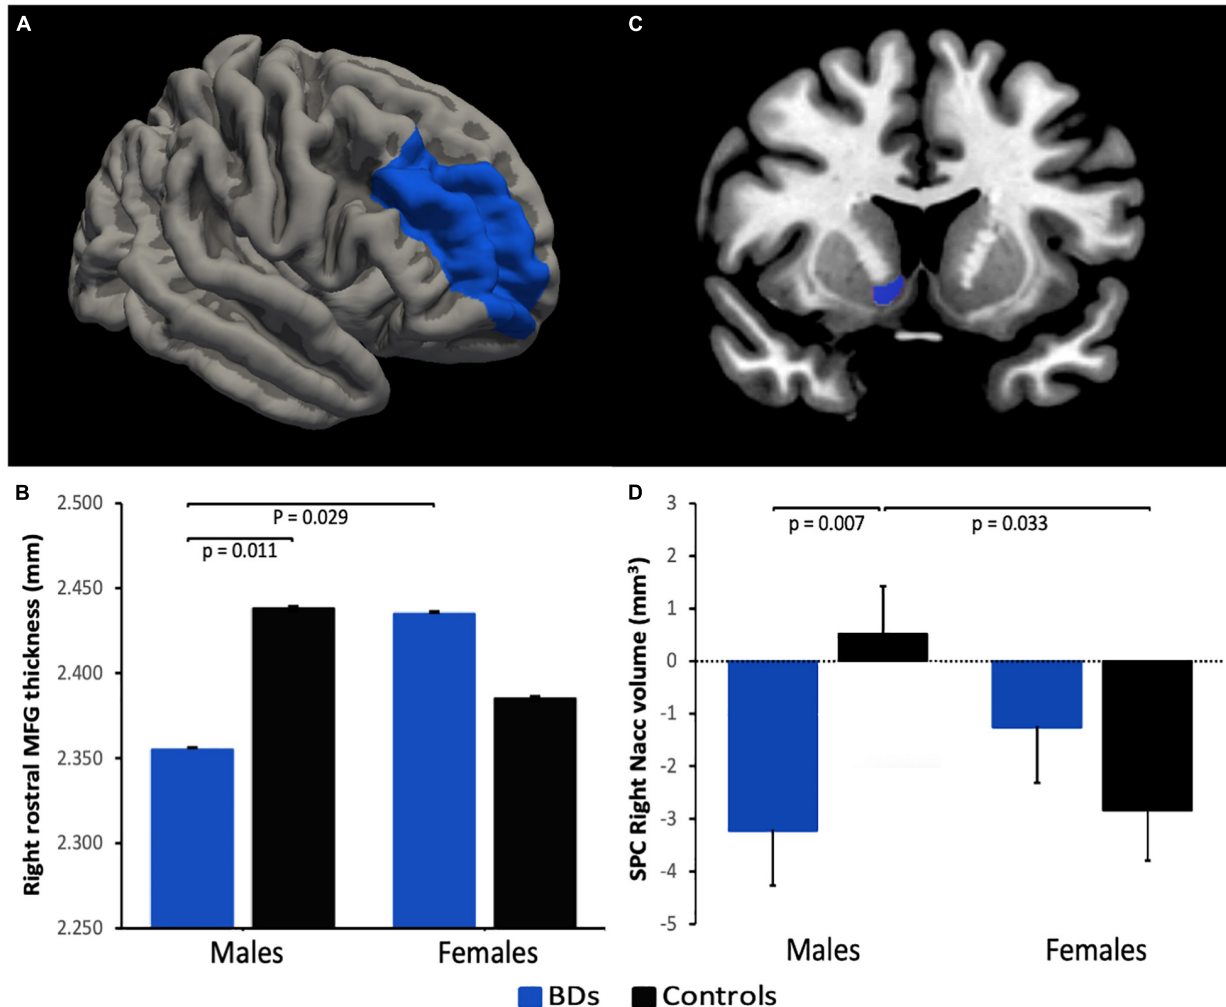 A
C
B
Right rostral MFG thickness (mm)
2.500
2.450
2.400
2.350
2.300
2.250
P = 0.029
p = 0.011
Males
Females
D
SPC Right Nacc volume (mm³)
3
2
1
0
-1
-2
-3
-4
-5
p = 0.007
p = 0.033
Males
Females
BDs
Controls